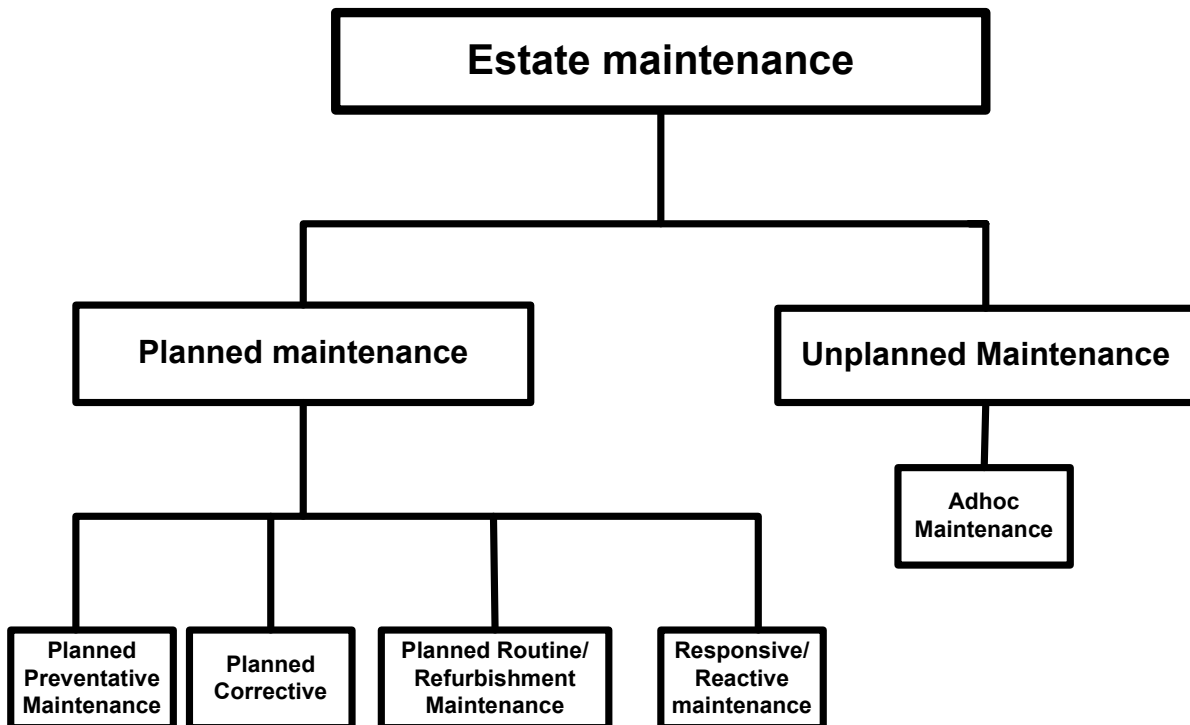 Estate maintenance
Planned maintenance
Unplanned Maintenance
Adhoc
Maintenance
Planned
Preventative
Maintenance
Planned
Corrective
Planned Routine/
Refurbishment
Maintenance
Responsive/
Reactive
maintenance